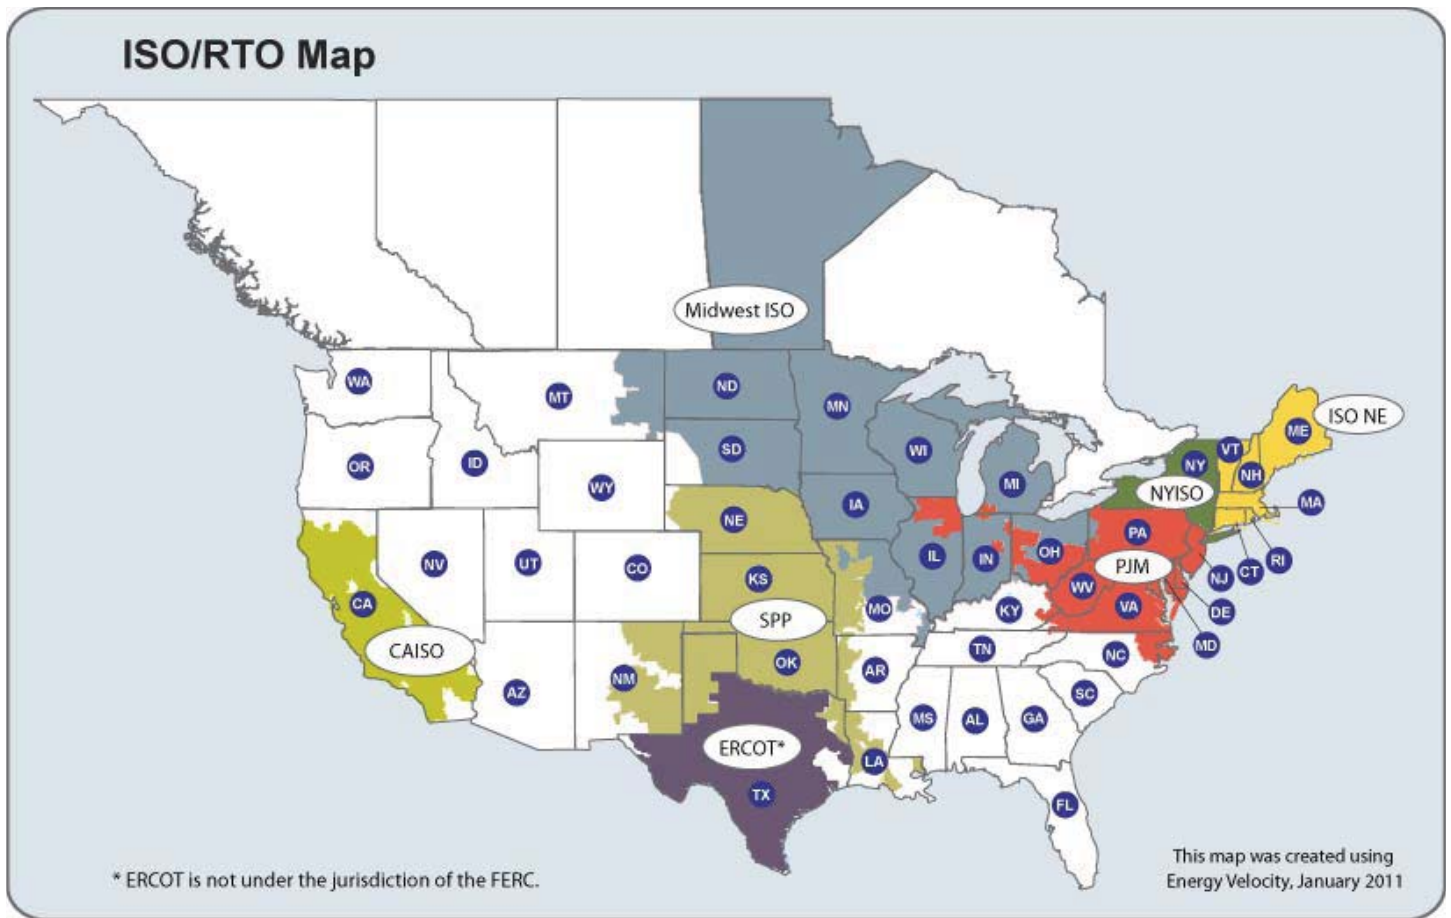 ISO/RTO Map
Midwest ISO
WA
MT
ND
MN
ISO NE
ME
OR
ID
SD
WI
VT
NY
NH
WY
MI
NYISO
MA
IA
NE
PA
NV
UT
CO
IL
IN
OH
PJM
CT
RI
NJ
KS
WV
CA
SPP
MO
KY
VA
DE
CAISO
OK
TN
NC
MD
AZ
NM
AR
SC
MS
AL
GA
ERCOT*
LA
TX
FL
* ERCOT is not under the jurisdiction of the FERC.
This map was created using
Energy Velocity, January 2011